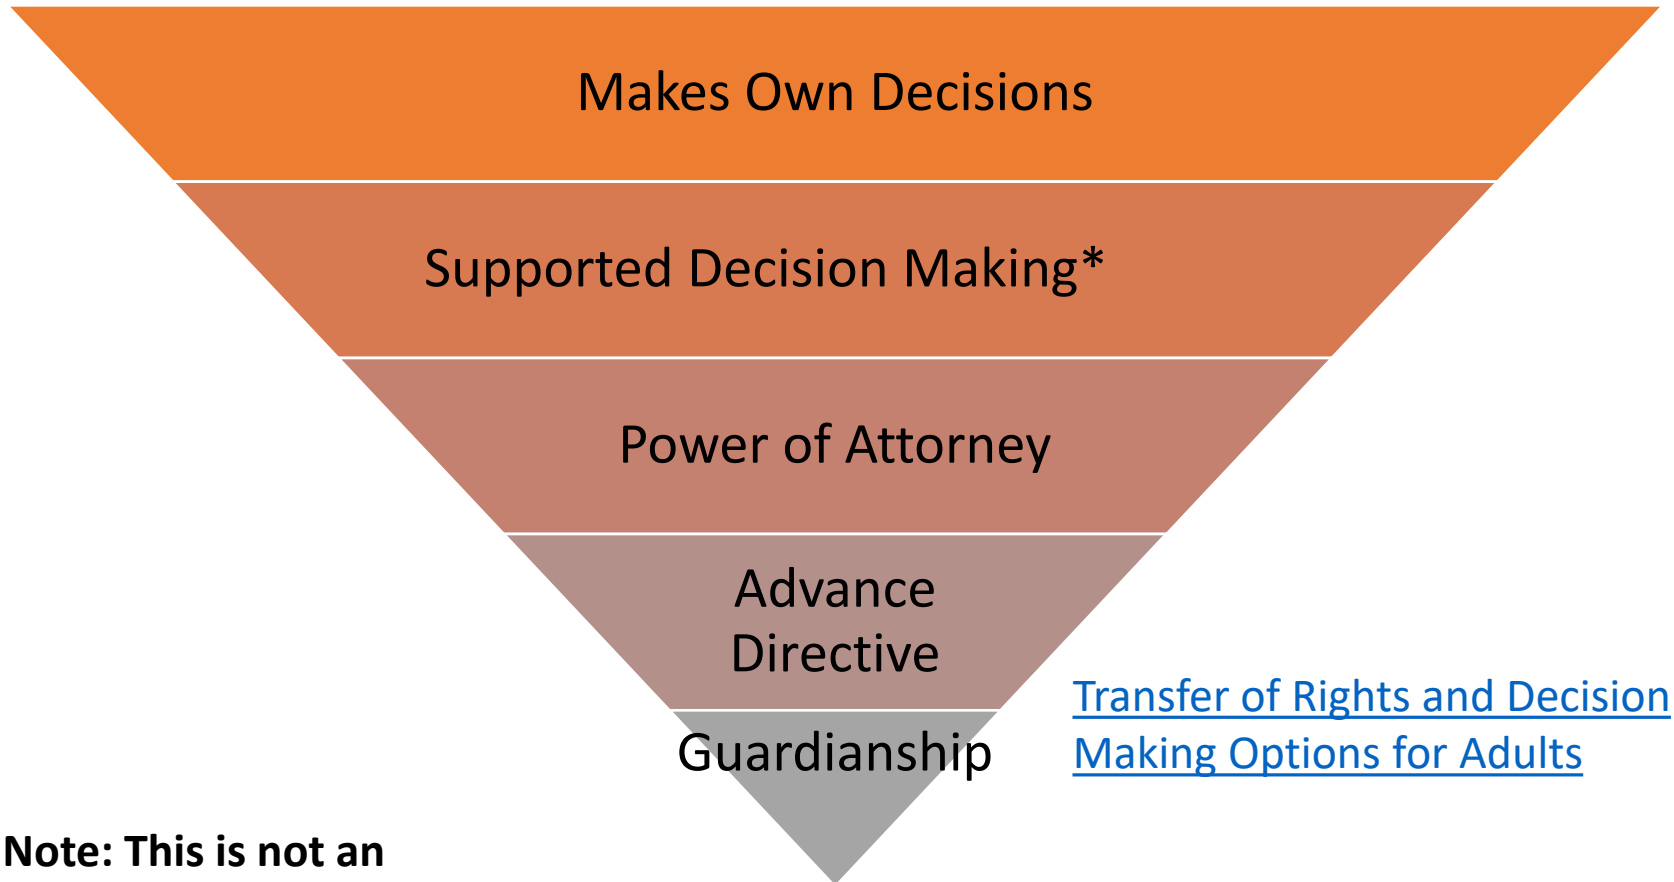 Makes Own Decisions
Supported Decision Making*
Power of Attorney
Advance
Directive
Transfer of Rights and Decision
Guardianship
Making Options for Adults
Note: This is not an